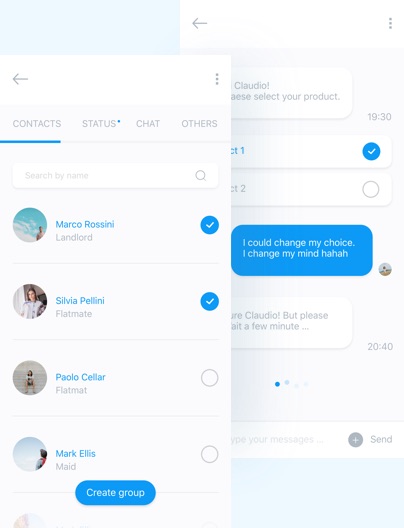 CONTACTS STATUS CHAT OTHERS
Search by name
Marco Rossini
Landlord
Silvia Pellini
Flatmate
Paolo Cellar
Flatmat
Mark Ellis
Maid
Create group
Claudio!
aese select your product.
19:30
ct 1
ct 2
I could change my choice.
I change my mind hahah
ure Claudio! But please
ait a few minute ...
20:40
ype your messages ...
Send